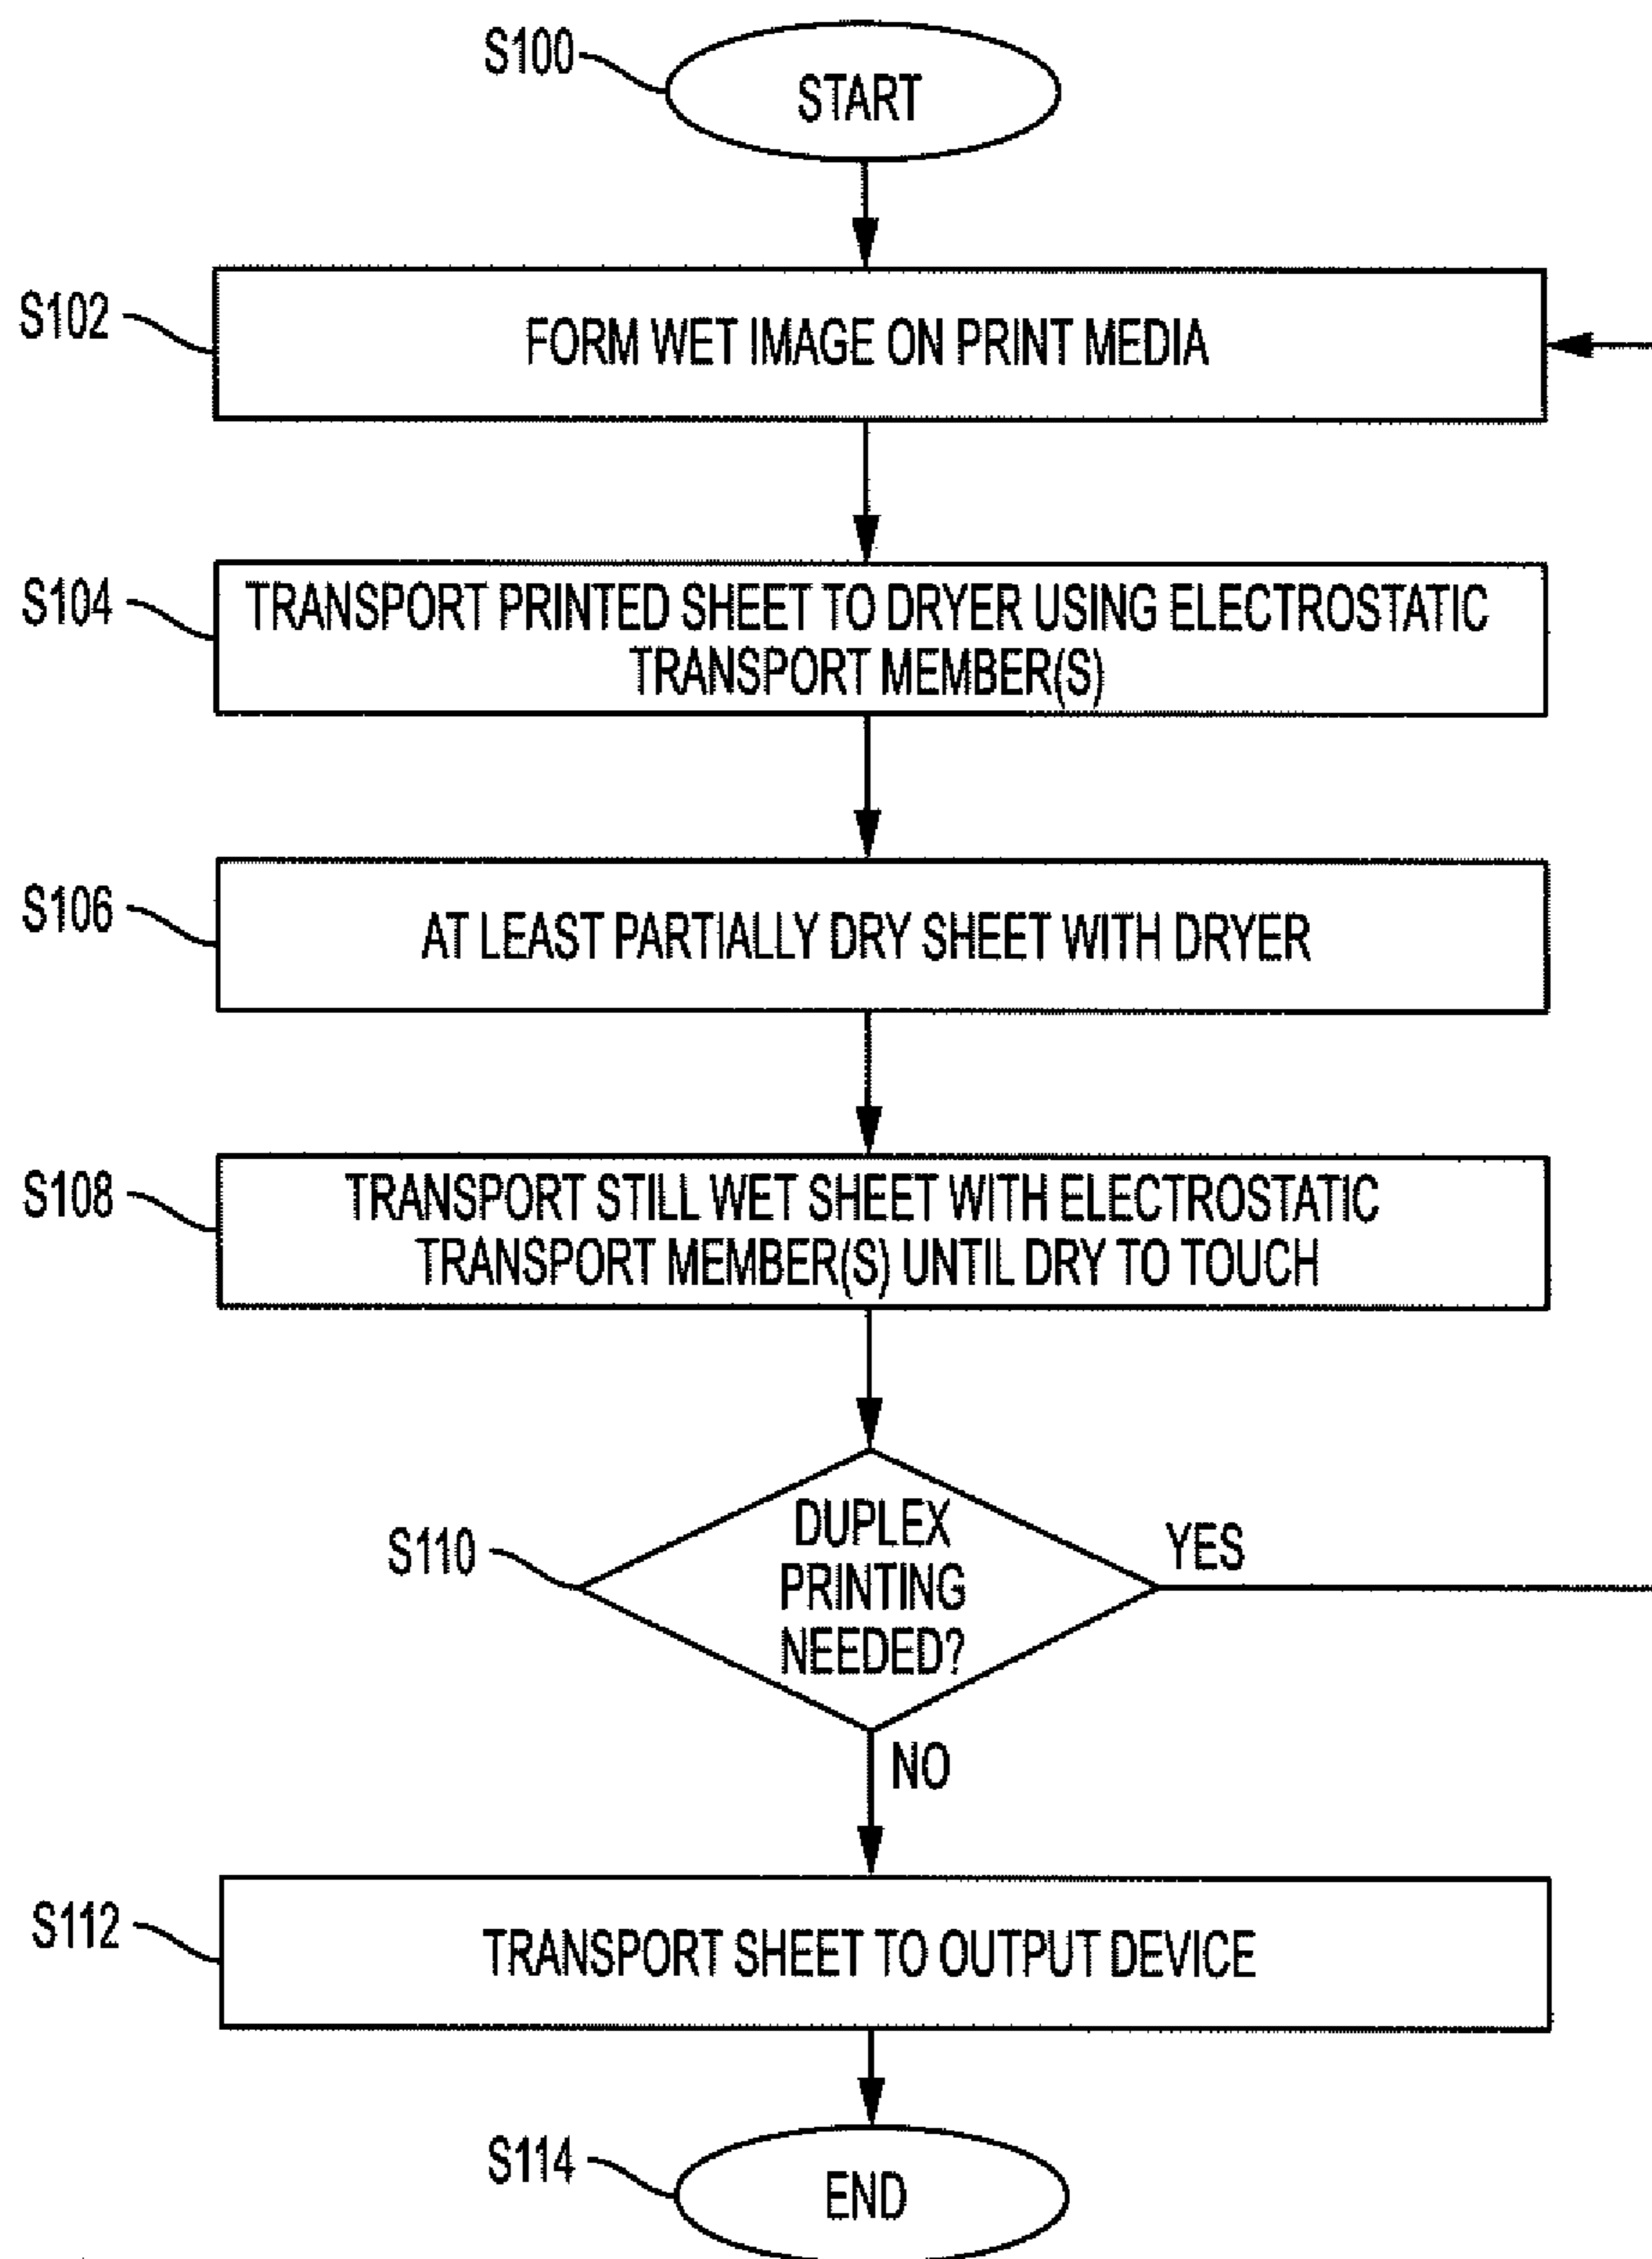 S100
START
S102
FORM WET IMAGE ON PRINT MEDIA
S104
TRANSPORT PRINTED SHEET TO DRYER USING ELECTROSTATIC
TRANSPORT MEMBER(S)
S106
AT LEAST PARTIALLY DRY SHEET WITH DRYER
S108
TRANSPORT STILL WET SHEET WITH ELECTROSTATIC
TRANSPORT MEMBER(S) UNTIL DRY TO TOUCH
S110
DUPLEX
PRINTING
NEEDED?
YES
NO
S112
TRANSPORT SHEET TO OUTPUT DEVICE
S114
END